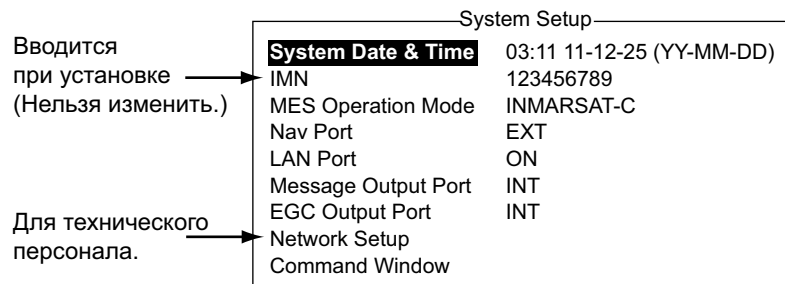 System Setup
Вводится
при установке
(Нельзя изменить.)
System Date & Time 03:11 11-12-25 (YY-MM-DD)
IMN 123456789
MES Operation Mode INMARSAT-C
Nav Port EXT
LAN Port ON
Message Output Port INT
EGC Output Port INT
Для технического
персонала.
Network Setup
Command Window